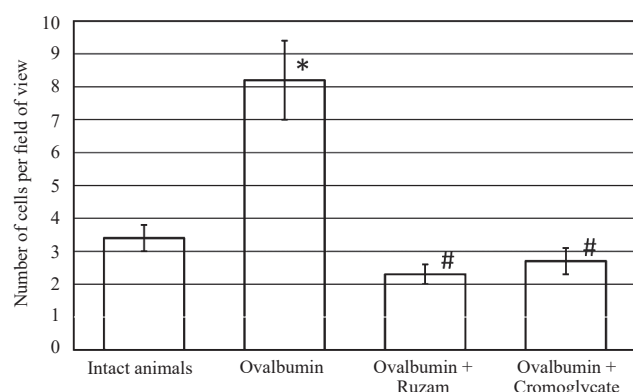 Number of cells per field of view
10
9
8
7
6
5
4
3
2
1
0
*
#
#
Intact animals
Ovalbumin
Ovalbumin +
Ruzam
Ovalbumin +
Cromoglycate